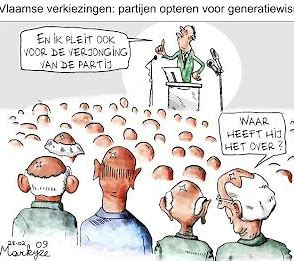 Vlaamse verkiezingen: partijen opteren voor generatiewis
EN IK PLEIT OOK
VOOR DE VERJONGING
VAN DE PARTIJ
WAAR
HEEFT HIJ
HET OVER?
28-02 09
Markyze